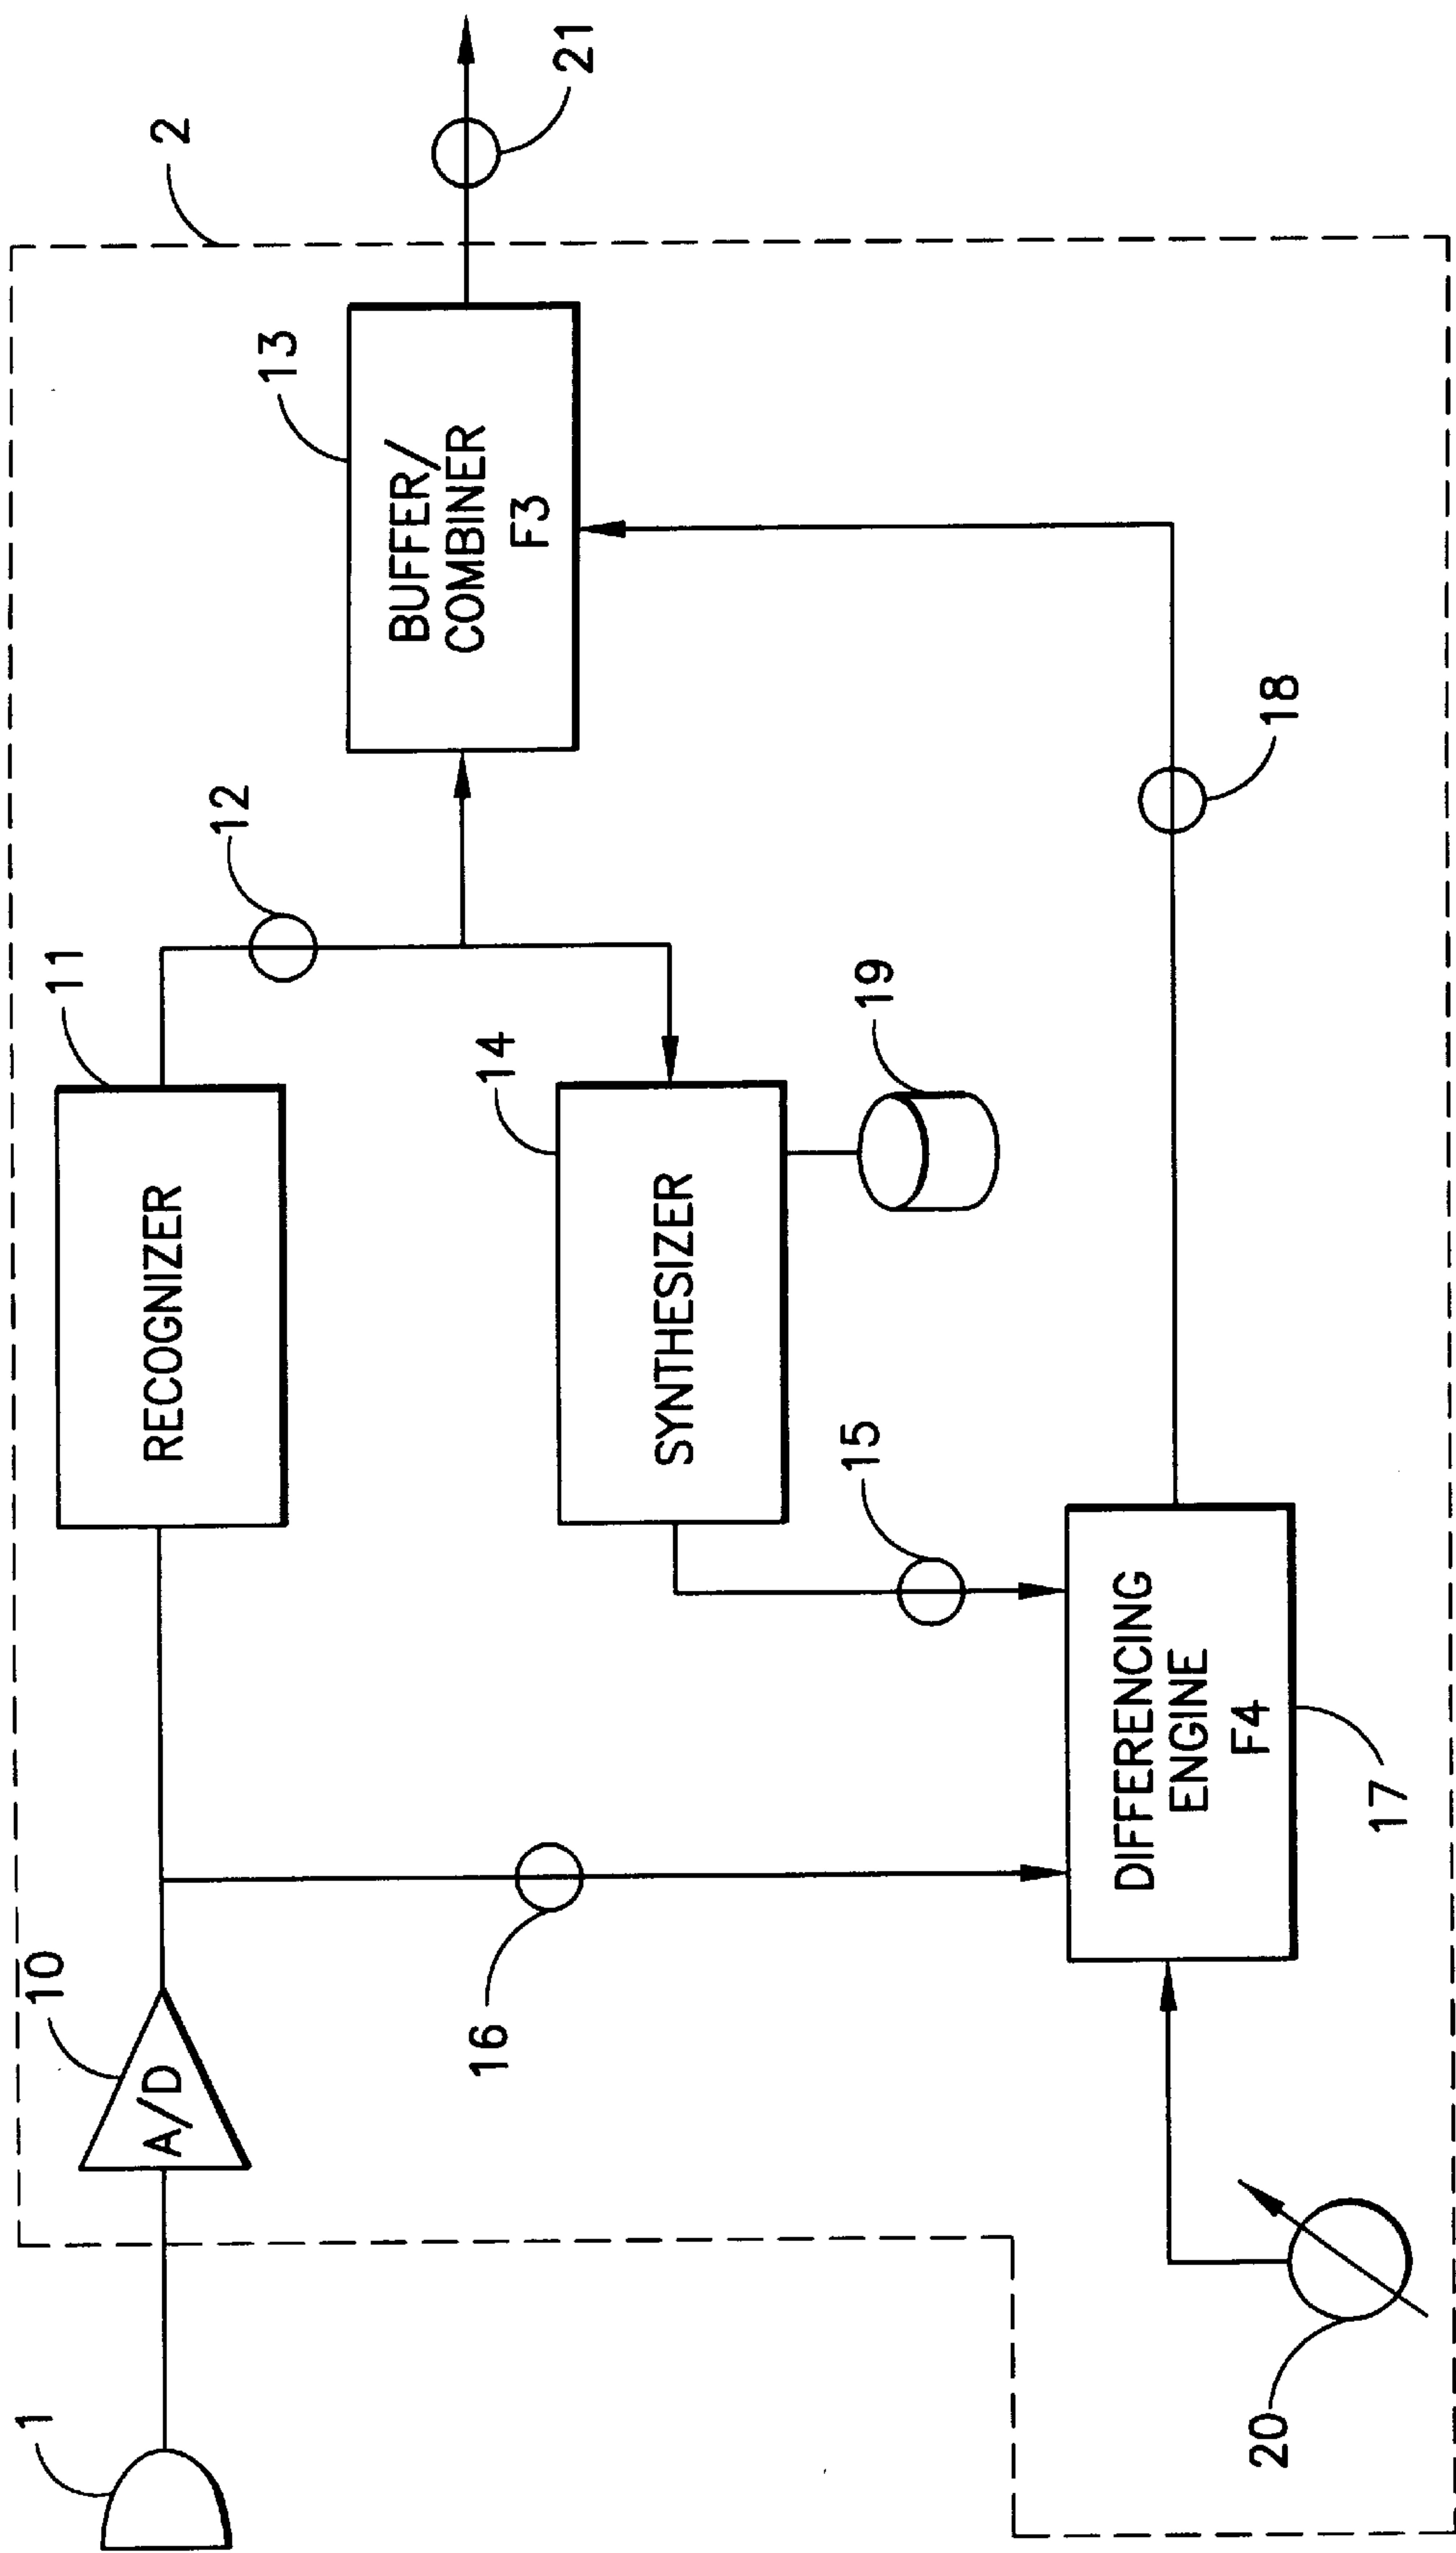 1
A/D
10
RECOGNIZER
11
12
2
BUFFER/
COMBINER
F3
13
21
16
SYNTHESIZER
14
19
15
DIFFERENCING
ENGINE
F4
17
18
20